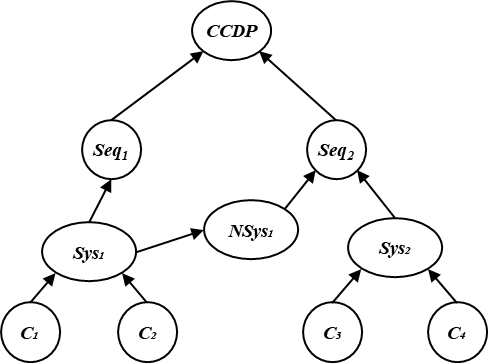 CCDP
Seq₁
Seq₂
Sys₁
NSys₁
Sys₂
C₁
C₂
C₃
C₄